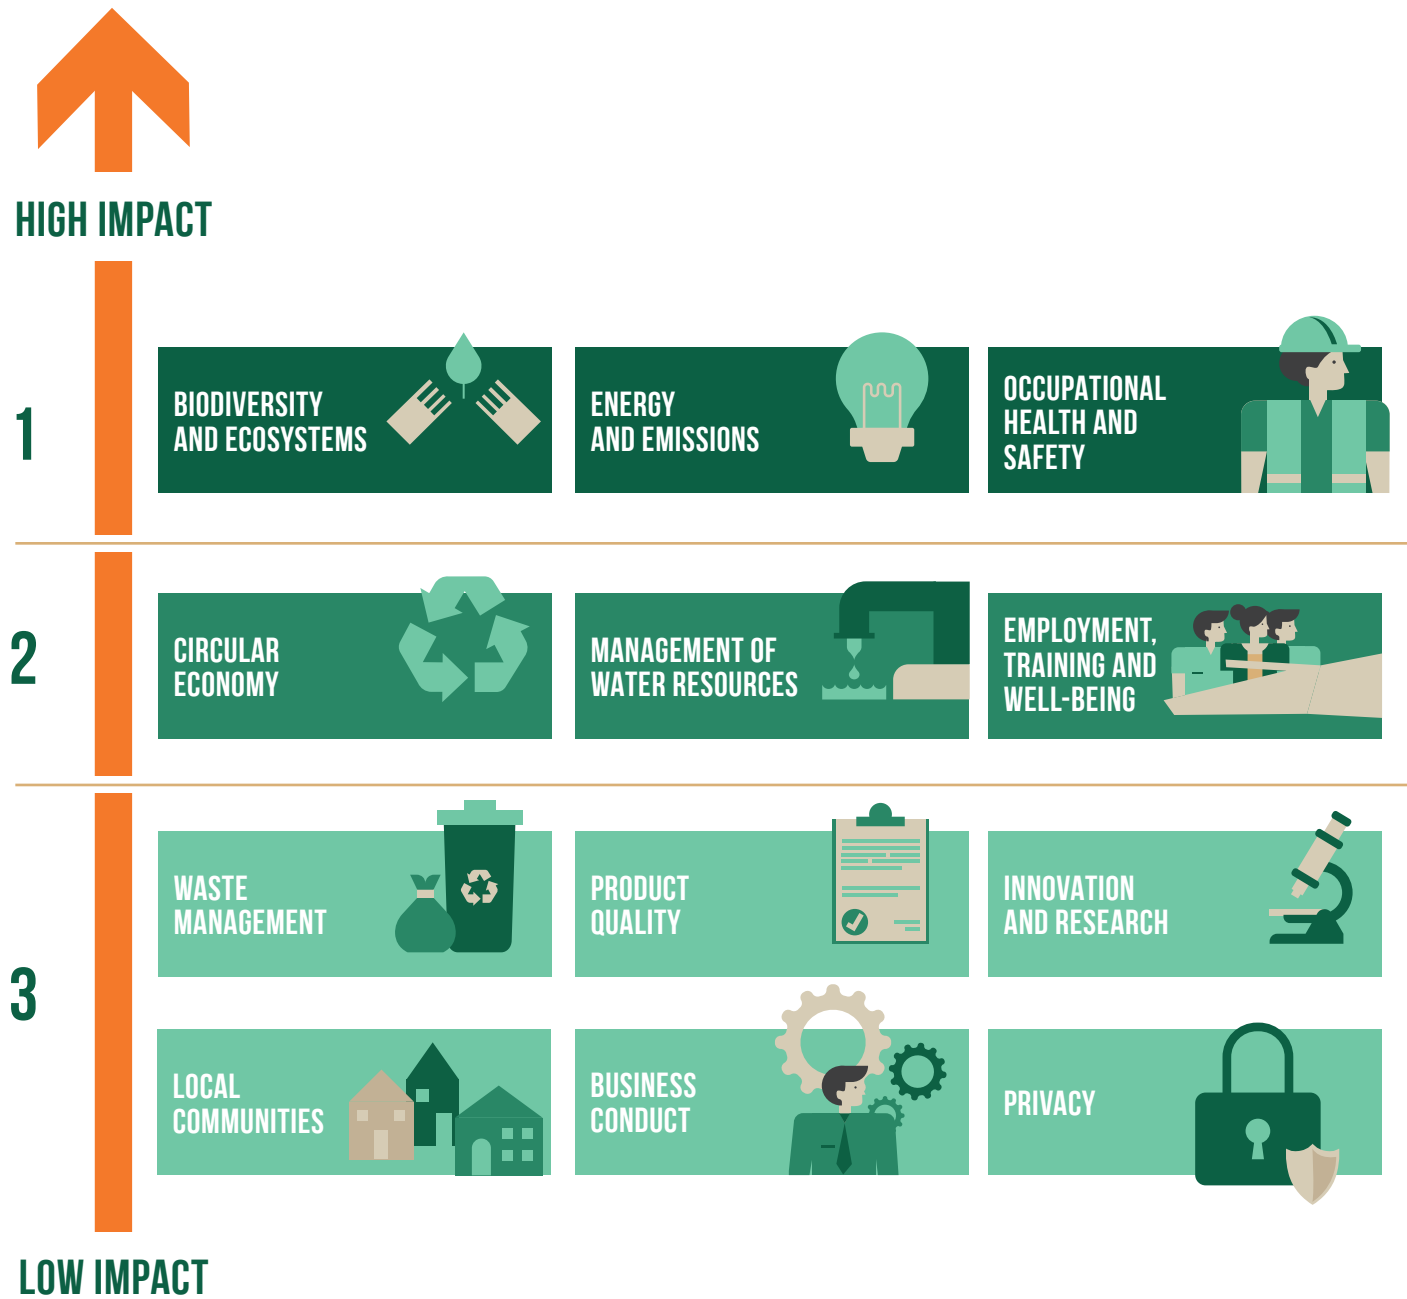 HIGH IMPACT
1
BIODIVERSITY
AND ECOSYSTEMS
ENERGY
AND EMISSIONS
OCCUPATIONAL
HEALTH AND
SAFETY
2
CIRCULAR
ECONOMY
MANAGEMENT OF
WATER RESOURCES
EMPLOYMENT,
TRAINING AND
WELL-BEING
3
WASTE
MANAGEMENT
PRODUCT
QUALITY
INNOVATION
AND RESEARCH
LOCAL
COMMUNITIES
BUSINESS
CONDUCT
PRIVACY
LOW IMPACT